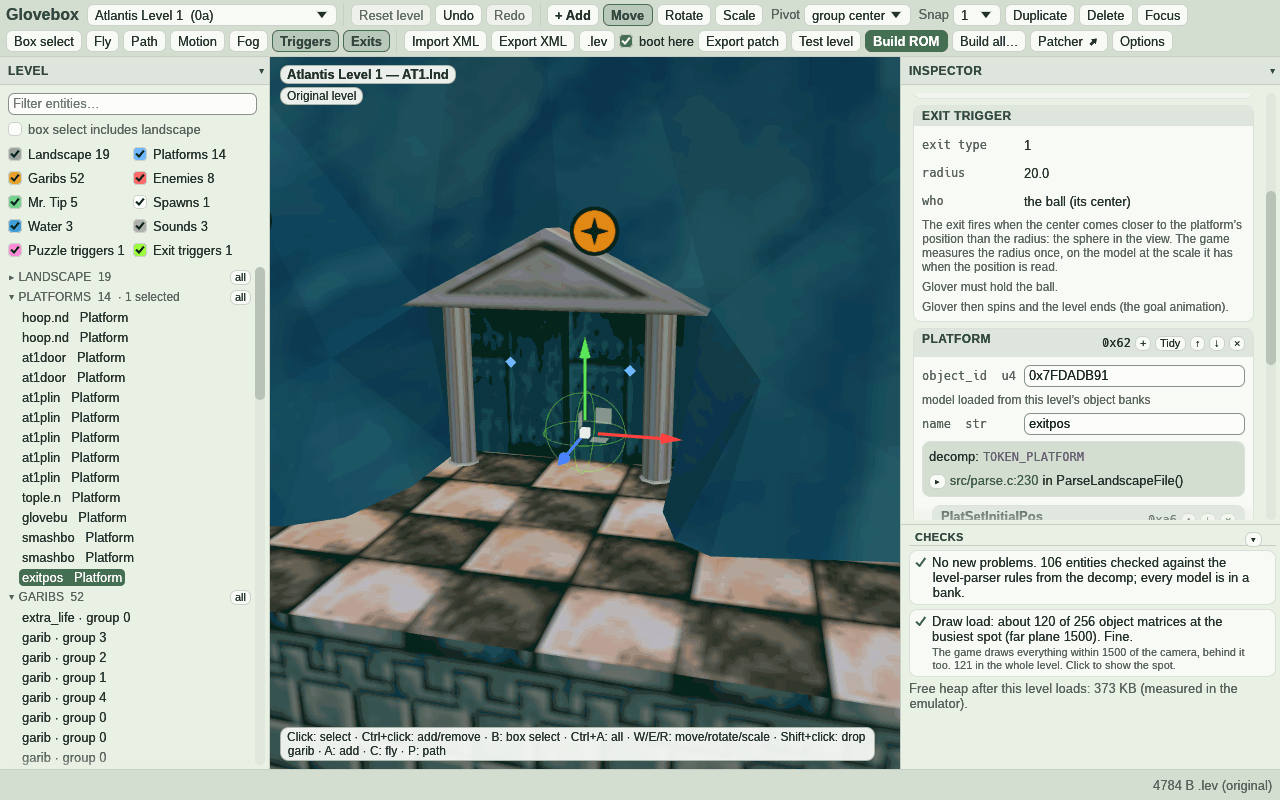 Glovebox Atlantis Level 1 (0a) Reset level Undo Redo + Add Move Rotate Scale Pivot group center Snap 1 Duplicate Delete Focus
Box select Fly Path Motion Fog Triggers Exits Import XML Export XML .lev boot here Export patch Test level Build ROM Build all... Patcher Options
LEVEL
Filter entities...
box select includes landscape
Landscape 19 Platforms 14
Garibs 52 Enemies 8
Mr. Tip 5 Spawns 1
Water 3 Sounds 3
Puzzle triggers 1 Exit triggers 1
LANDSCAPE 19 all
PLATFORMS 14 · 1 selected all
hoop.nd Platform
hoop.nd Platform
at1door Platform
at1door Platform
at1plin Platform
at1plin Platform
at1plin Platform
at1plin Platform
at1plin Platform
tople.n Platform
glovebu Platform
smashbo Platform
smashbo Platform
exitpos Platform
GARIBS 52 all
extra_life · group 0
garib · group 3
garib · group 2
garib · group 1
garib · group 4
garib · group 0
garib · group 0
garib · group 0
Atlantis Level 1 — AT1.lnd
Original level
Click: select · Ctrl+click: add/remove · B: box select · Ctrl+A: all · W/E/R: move/rotate/scale · Shift+click: drop
garib · A: add · C: fly · P: path
INSPECTOR
EXIT TRIGGER
exit type 1
radius 20.0
who the ball (its center)
The exit fires when the center comes closer to the platform's
position than the radius: the sphere in the view. The game
measures the radius once, on the model at the scale it has
when the position is read.
Glover must hold the ball.
Glover then spins and the level ends (the goal animation).
PLATFORM 0x62 + Tidy ↑ ↓ ×
object_id u4 0x7FDADB91
model loaded from this level's object banks
name str exitpos
decomp: TOKEN_PLATFORM
src/parse.c:230 in ParseLandscapeFile()
PlatSetInitialPos 0xa6 ↑ ↓ ×
CHECKS
No new problems. 106 entities checked against the
level-parser rules from the decomp; every model is in a
bank.
Draw load: about 120 of 256 object matrices at the
busiest spot (far plane 1500). Fine.
The game draws everything within 1500 of the camera, behind it
too. 121 in the whole level. Click to show the spot.
Free heap after this level loads: 373 KB (measured in the
emulator).
4784 B .lev (original)